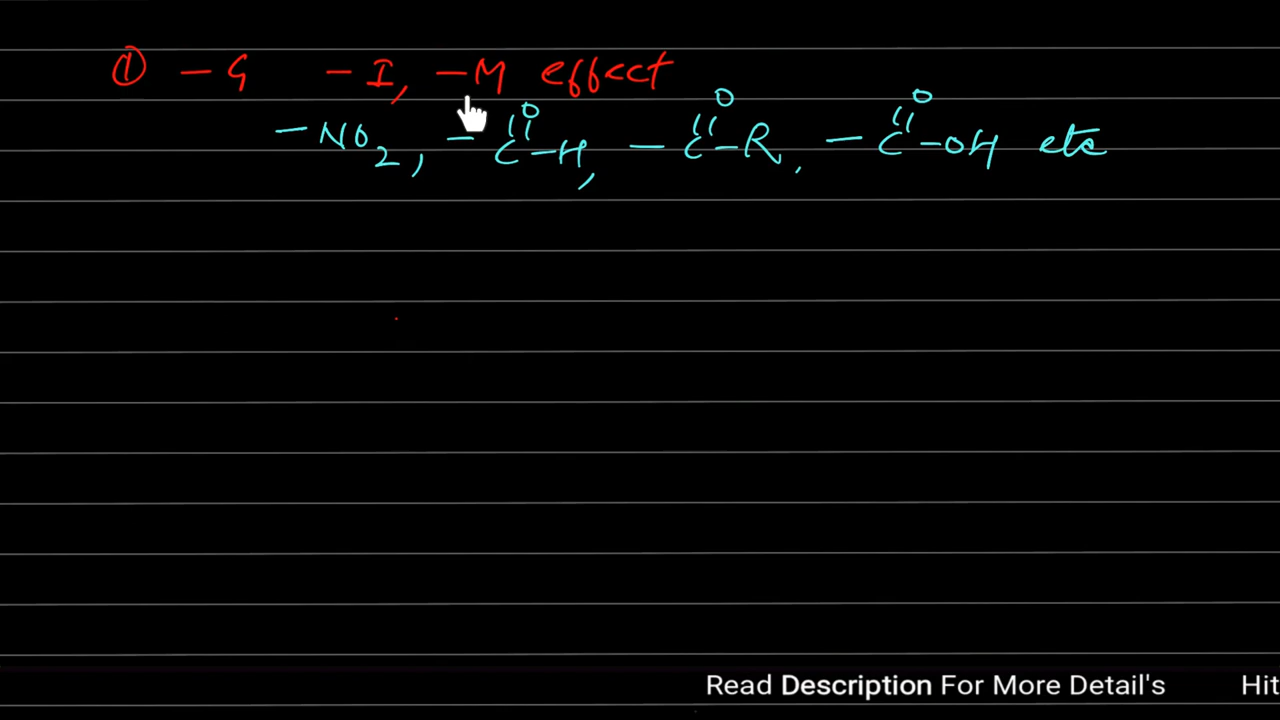 ① – G – I, – M effect
– NO₂, – C(=O) – H, – C(=O) – R, – C(=O) – OH etc
Read Description For More Detail's Hit